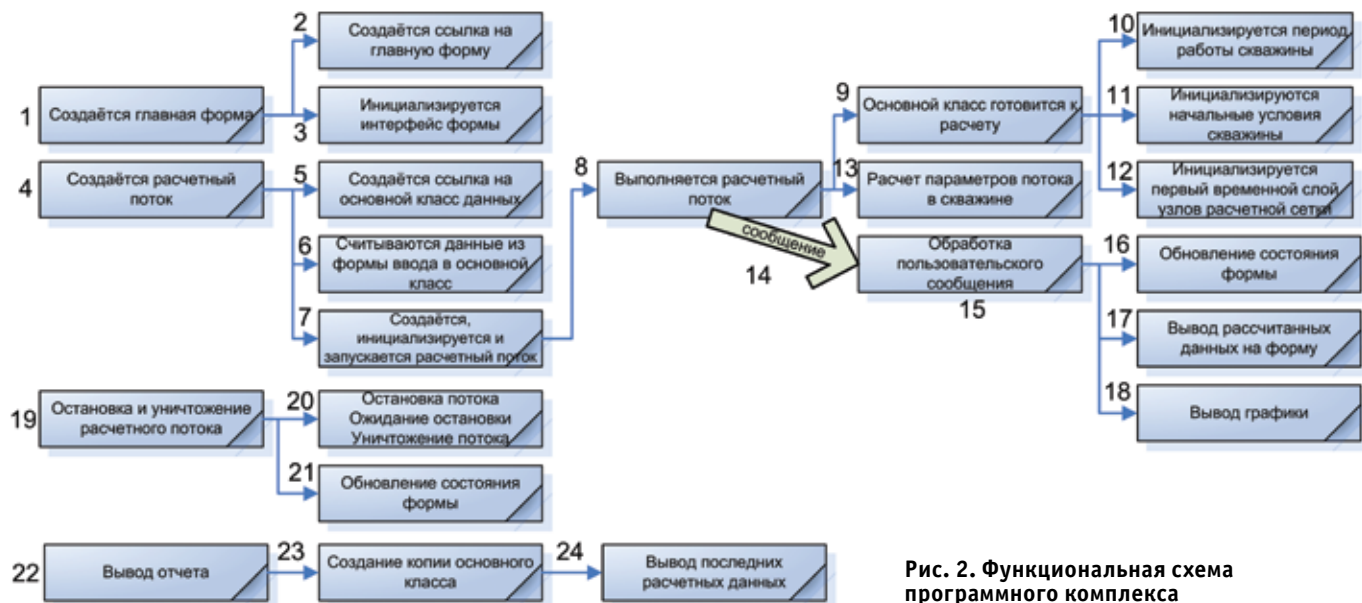 1
Создаётся главная форма
2
Создаётся ссылка на
главную форму
3
Инициализируется
интерфейс формы
4
Создаётся расчетный
поток
5
Создаётся ссылка на
основной класс данных
6
Считываются данные из
формы ввода в основной
класс
7
Создаётся,
инициализируется и
запускается расчетный поток
8
Выполняется расчетный
поток
9
Основной класс готовится к
расчету
10
Инициализируется период
работы скважины
11
Инициализируются
начальные условия
скважины
12
Инициализируется
первый временной слой
узлов расчетной сетки
13
Расчет параметров потока
в скважине
сообщение
14
Обработка
пользовательского
сообщения
15
16
Обновление состояния
формы
17
Вывод рассчитанных
данных на форму
18
Вывод графики
19
Остановка и уничтожение
расчетного потока
20
Остановка потока
Ожидание остановки
Уничтожение потока
21
Обновление состояния
формы
22
Вывод отчета
23
Создание копии основного
класса
24
Вывод последних
расчетных данных
Рис. 2. Функциональная схема
программного комплекса